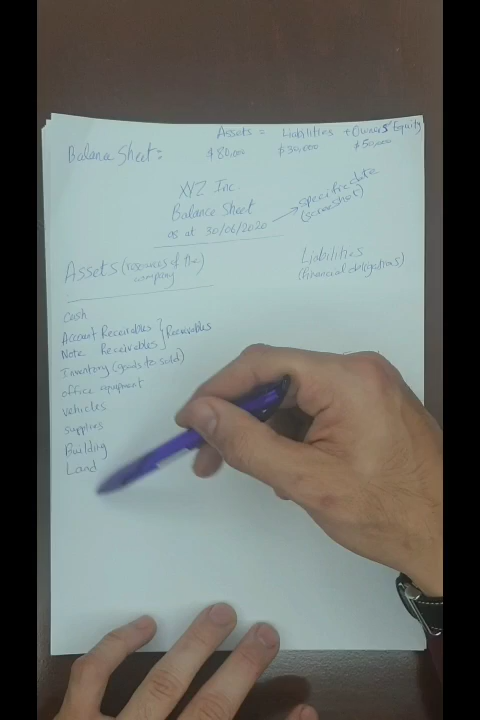 Assets = Liabilities + Owners' Equity
Balance Sheet: $80,000 $30,000 $50,000
XYZ Inc.
Balance Sheet
as at 30/06/2020 → specific date
(screeshot)
Assets (resources of the
company)
Liabilities
(financial obligations)
Cash
Account Receivables } Receivables
Note Receivables
Inventory (goods to sold)
office equipment
vehicles
supplies
Building
Land